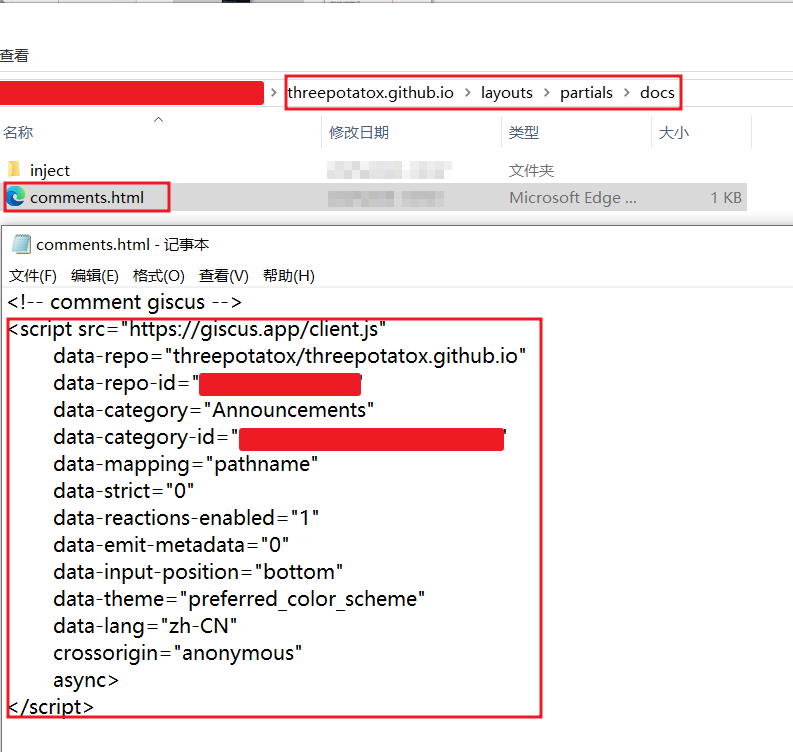 查看
threepotatox.github.io > layouts > partials > docs
名称 修改日期 类型 大小
inject 文件夹
comments.html Microsoft Edge ... 1 KB
comments.html - 记事本
文件(F) 编辑(E) 格式(O) 查看(V) 帮助(H)
<!-- comment giscus -->
<script src="https://giscus.app/client.js"
data-repo="threepotatox/threepotatox.github.io"
data-repo-id="
data-category="Announcements"
data-category-id="
data-mapping="pathname"
data-strict="0"
data-reactions-enabled="1"
data-emit-metadata="0"
data-input-position="bottom"
data-theme="preferred_color_scheme"
data-lang="zh-CN"
crossorigin="anonymous"
async>
</script>